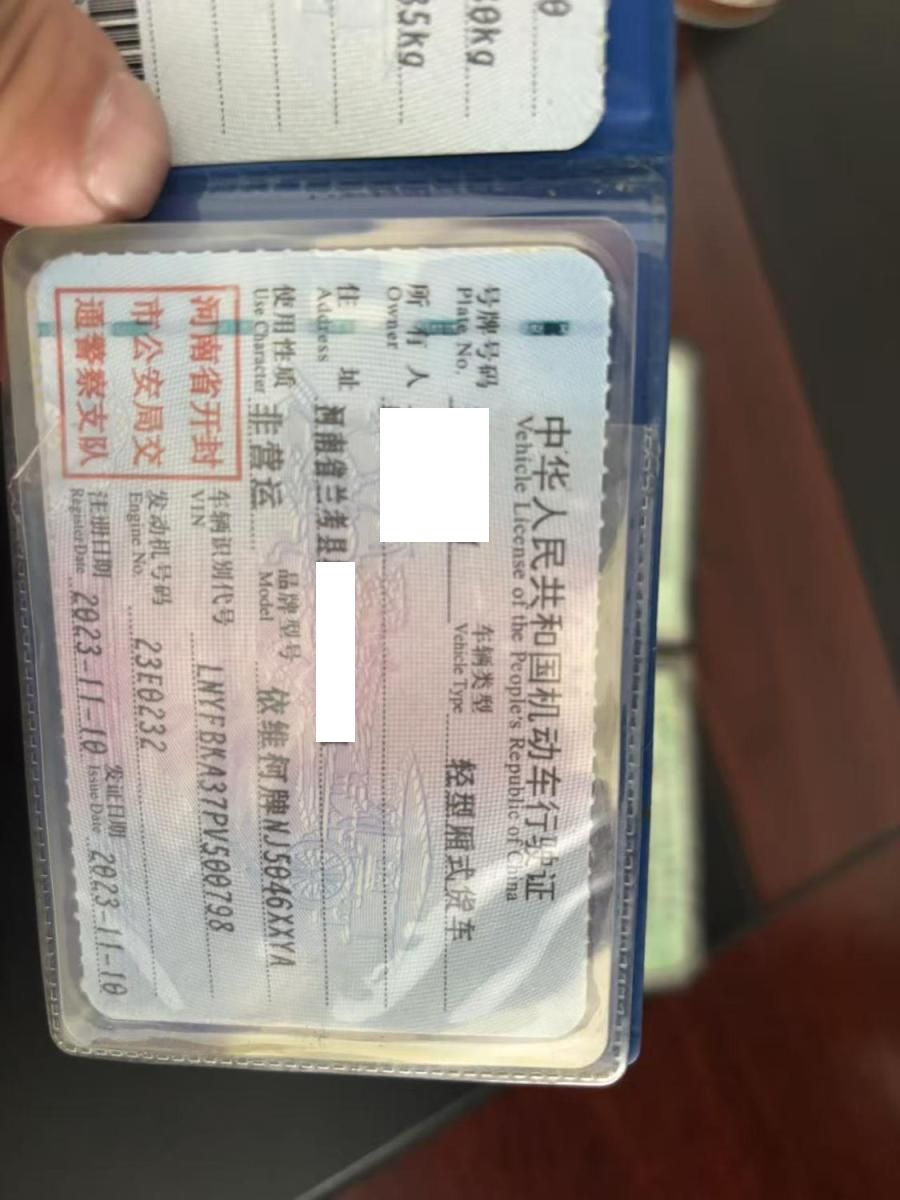 0
30kg
35kg
中华人民共和国机动车行驶证
Vehicle License of the People's Republic of China
号牌号码
Plate No.
车辆类型 轻型厢式货车
Vehicle Type
所有人
Owner
住址 河南省兰考县
Address
使用性质 非营运 品牌型号 依维柯牌NJ5046XXYA
Use Character Model
河南省开封
市公安局交
通警察支队
车辆识别代号 LNYFBKA37PV500798
VIN
发动机号码 23E0232
Engine No.
注册日期 2023-11-10 发证日期 2023-11-10
Register Date Issue Date